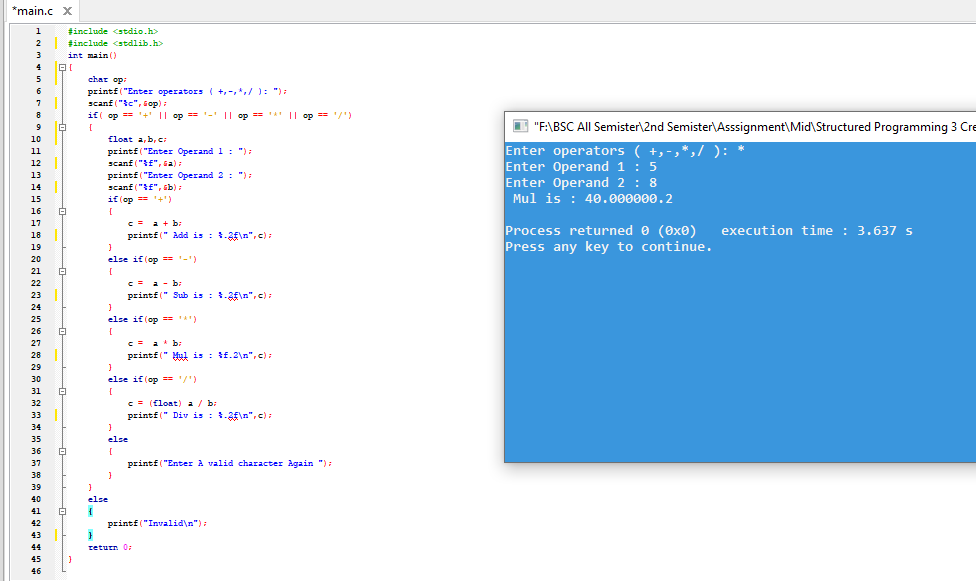 *main.c X
1 #include <stdio.h>
2 #include <stdlib.h>
3 int main()
4 {
5 char op;
6 printf("Enter operators ( +,-,*,/ ): ");
7 scanf("%c",&op);
8 if( op == '+' || op == '-' || op == '*' || op == '/')
9 {
10 float a,b,c;
11 printf("Enter Operand 1 : ");
12 scanf("%f",&a);
13 printf("Enter Operand 2 : ");
14 scanf("%f",&b);
15 if(op == '+')
16 {
17 c = a + b;
18 printf(" Add is : %.2f\n",c);
19 }
20 else if(op == '-')
21 {
22 c = a - b;
23 printf(" Sub is : %.2f\n",c);
24 }
25 else if(op == '*')
26 {
27 c = a * b;
28 printf(" Mul is : %f.2\n",c);
29 }
30 else if(op == '/')
31 {
32 c = (float) a / b;
33 printf(" Div is : %.2f\n",c);
34 }
35 else
36 {
37 printf("Enter A valid character Again ");
38 }
39 }
40 else
41 {
42 printf("Invalid\n");
43 }
44 return 0;
45 }
46
"F:\BSC All Semister\2nd Semister\Asssignment\Mid\Structured Programming 3 Cre
Enter operators ( +,-,*,/ ): *
Enter Operand 1 : 5
Enter Operand 2 : 8
Mul is : 40.000000.2
Process returned 0 (0x0) execution time : 3.637 s
Press any key to continue.